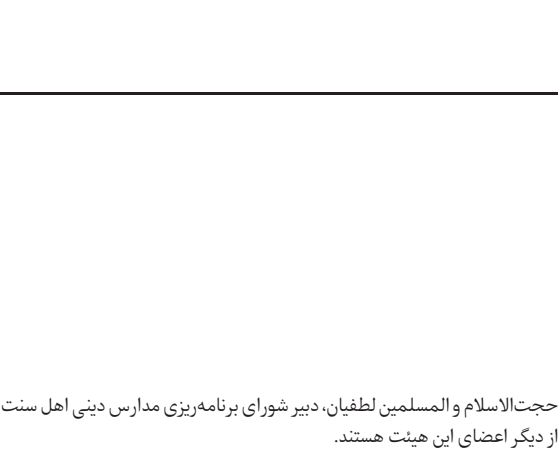 حجت‌الاسلام و المسلمین لطفیان، دبیر شورای برنامه‌ریزی مدارس دینی اهل سنت
از دیگر اعضای این هیئت هستند.